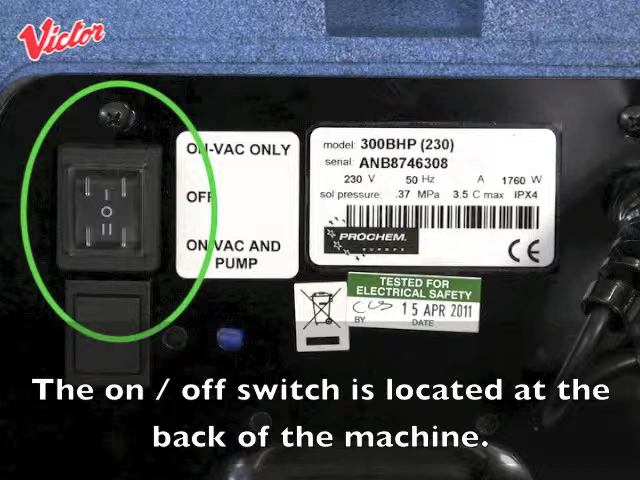 Victor
ON-VAC ONLY
OFF
ON-VAC AND
PUMP
model: 300BHP (230)
serial: ANB8746308
230 V 50 Hz A 1760 W
sol pressure: .37 MPa 3.5 C max IPX4
PROCHEM.
EUROPE
CE
TESTED FOR
ELECTRICAL SAFETY
15 APR 2011
BY DATE
The on / off switch is located at the
back of the machine.